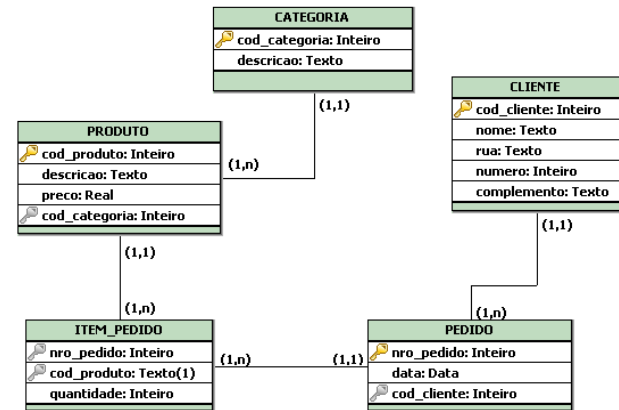 CATEGORIA
cod_categoria: Inteiro
descricao: Texto
(1,1)
CLIENTE
cod_cliente: Inteiro
nome: Texto
rua: Texto
numero: Inteiro
complemento: Texto
(1,1)
PRODUTO
cod_produto: Inteiro
descricao: Texto
preco: Real
cod_categoria: Inteiro
(1,n)
(1,1)
(1,n)
ITEM_PEDIDO
nro_pedido: Inteiro
cod_produto: Texto(1)
quantidade: Inteiro
(1,n)
(1,1)
(1,n)
PEDIDO
nro_pedido: Inteiro
data: Data
cod_cliente: Inteiro